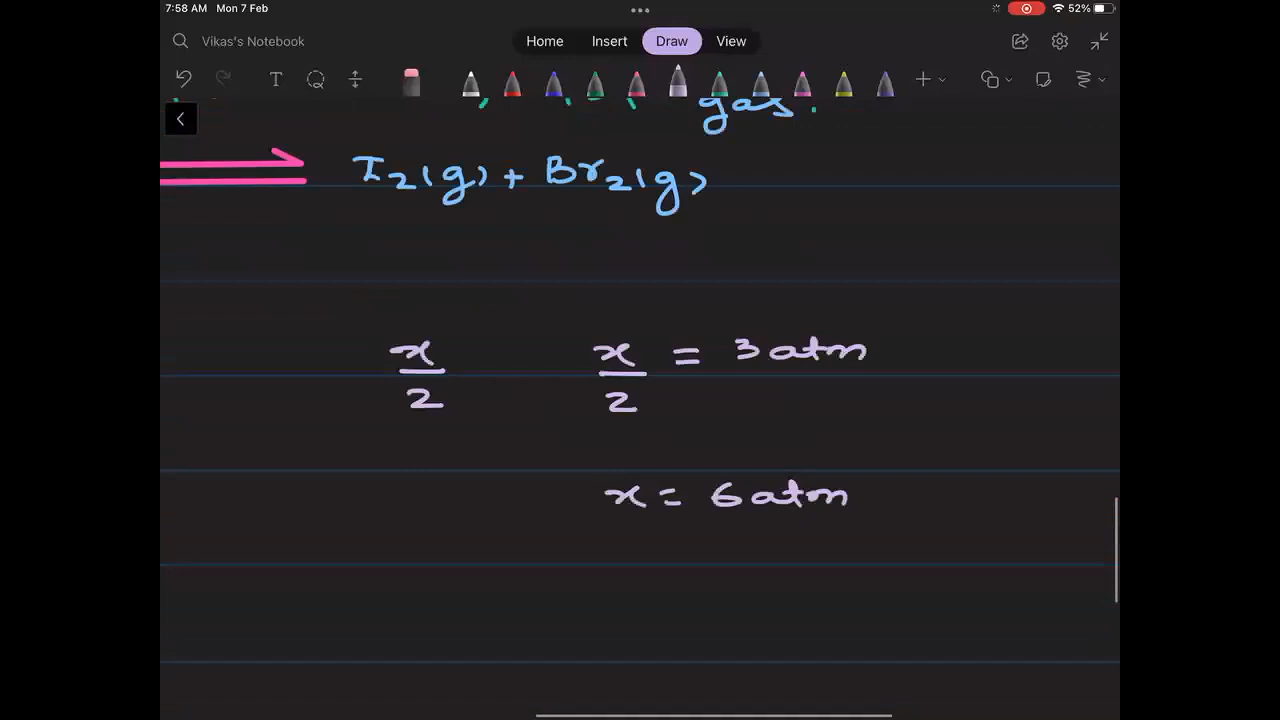 7:58 AM Mon 7 Feb
52%
Vikas's Notebook
Home Insert Draw View
gas.
⇌ I2(g) + Br2(g)
x/2 x/2 = 3 atm
x = 6 atm